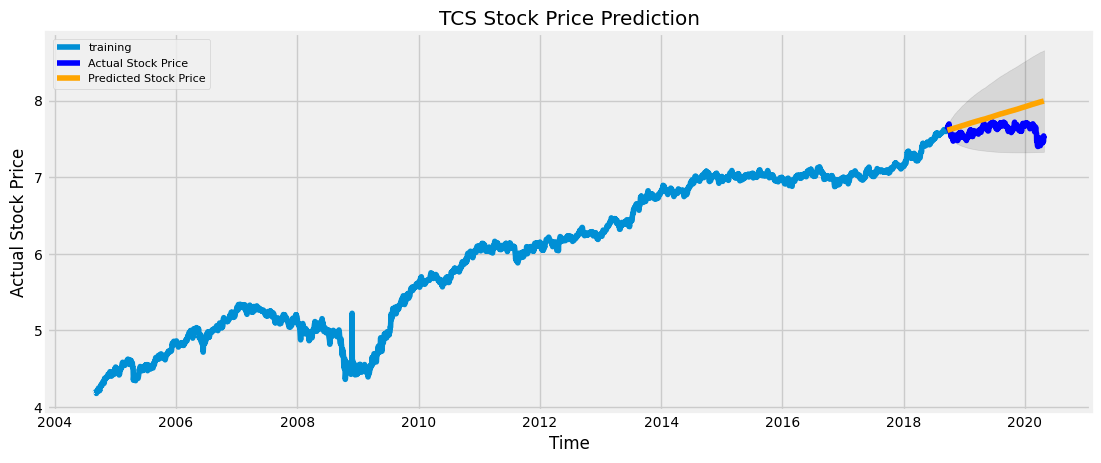 TCS Stock Price Prediction
training
Actual Stock Price
Predicted Stock Price
Actual Stock Price
8
7
6
5
4
2004 2006 2008 2010 2012 2014 2016 2018 2020
Time